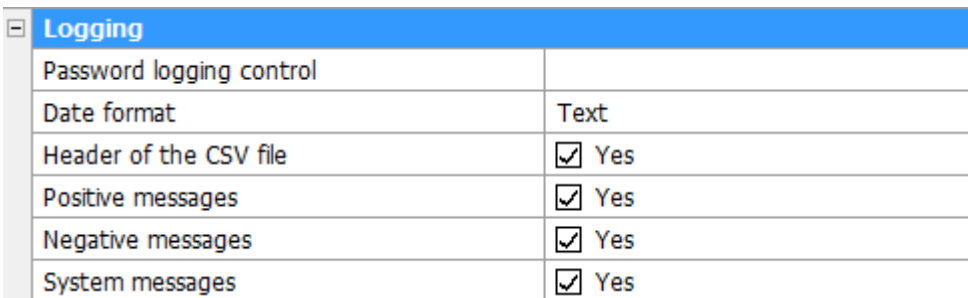 Logging
Password logging control
Date format Text
Header of the CSV file Yes
Positive messages Yes
Negative messages Yes
System messages Yes